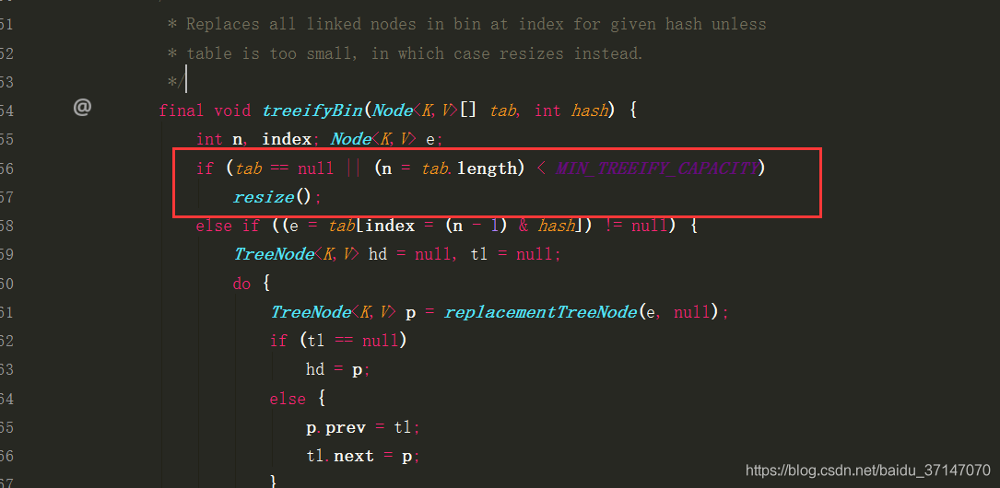 51 * Replaces all linked nodes in bin at index for given hash unless
52 * table is too small, in which case resizes instead.
53 */
@
54 final void treeifyBin(Node<K,V>[] tab, int hash) {
55 int n, index; Node<K,V> e;
56 if (tab == null || (n = tab.length) < MIN_TREEIFY_CAPACITY)
57 resize();
58 else if ((e = tab[index = (n - 1) & hash]) != null) {
59 TreeNode<K,V> hd = null, tl = null;
60 do {
61 TreeNode<K,V> p = replacementTreeNode(e, null);
62 if (tl == null)
63 hd = p;
64 else {
65 p.prev = tl;
66 tl.next = p;
67 }
https://blog.csdn.net/baidu_37147070